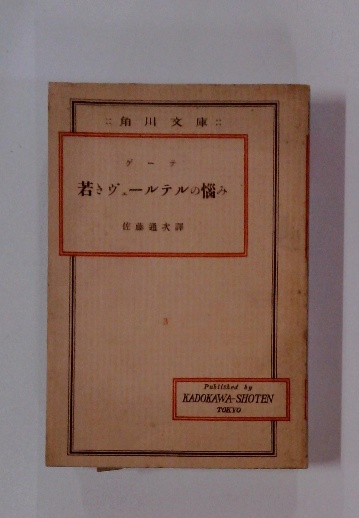 角川文庫
ゲーテ
若きヴェールテルの悩み
佐藤通次譯
3
Published by
KADOKAWA-SHOTEN
TOKYO